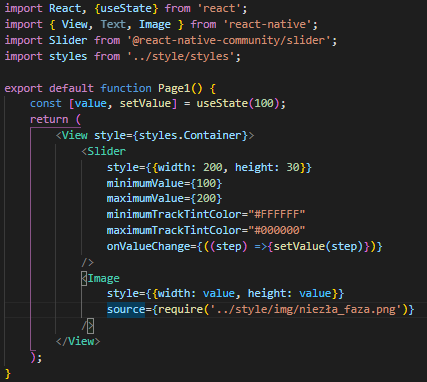 import React, {useState} from 'react';
import { View, Text, Image } from 'react-native';
import Slider from '@react-native-community/slider';
import styles from '../style/styles';

export default function Page1() {
    const [value, setValue] = useState(100);
    return (
        <View style={styles.Container}>
            <Slider
                style={{width: 200, height: 30}}
                minimumValue={100}
                maximumValue={200}
                minimumTrackTintColor="#FFFFFF"
                maximumTrackTintColor="#000000"
                onValueChange={((step) =>{setValue(step)})}
            />
            <Image
                style={{width: value, height: value}}
                source={require('../style/img/niezła_faza.png')}
            />
        </View>
    );
}